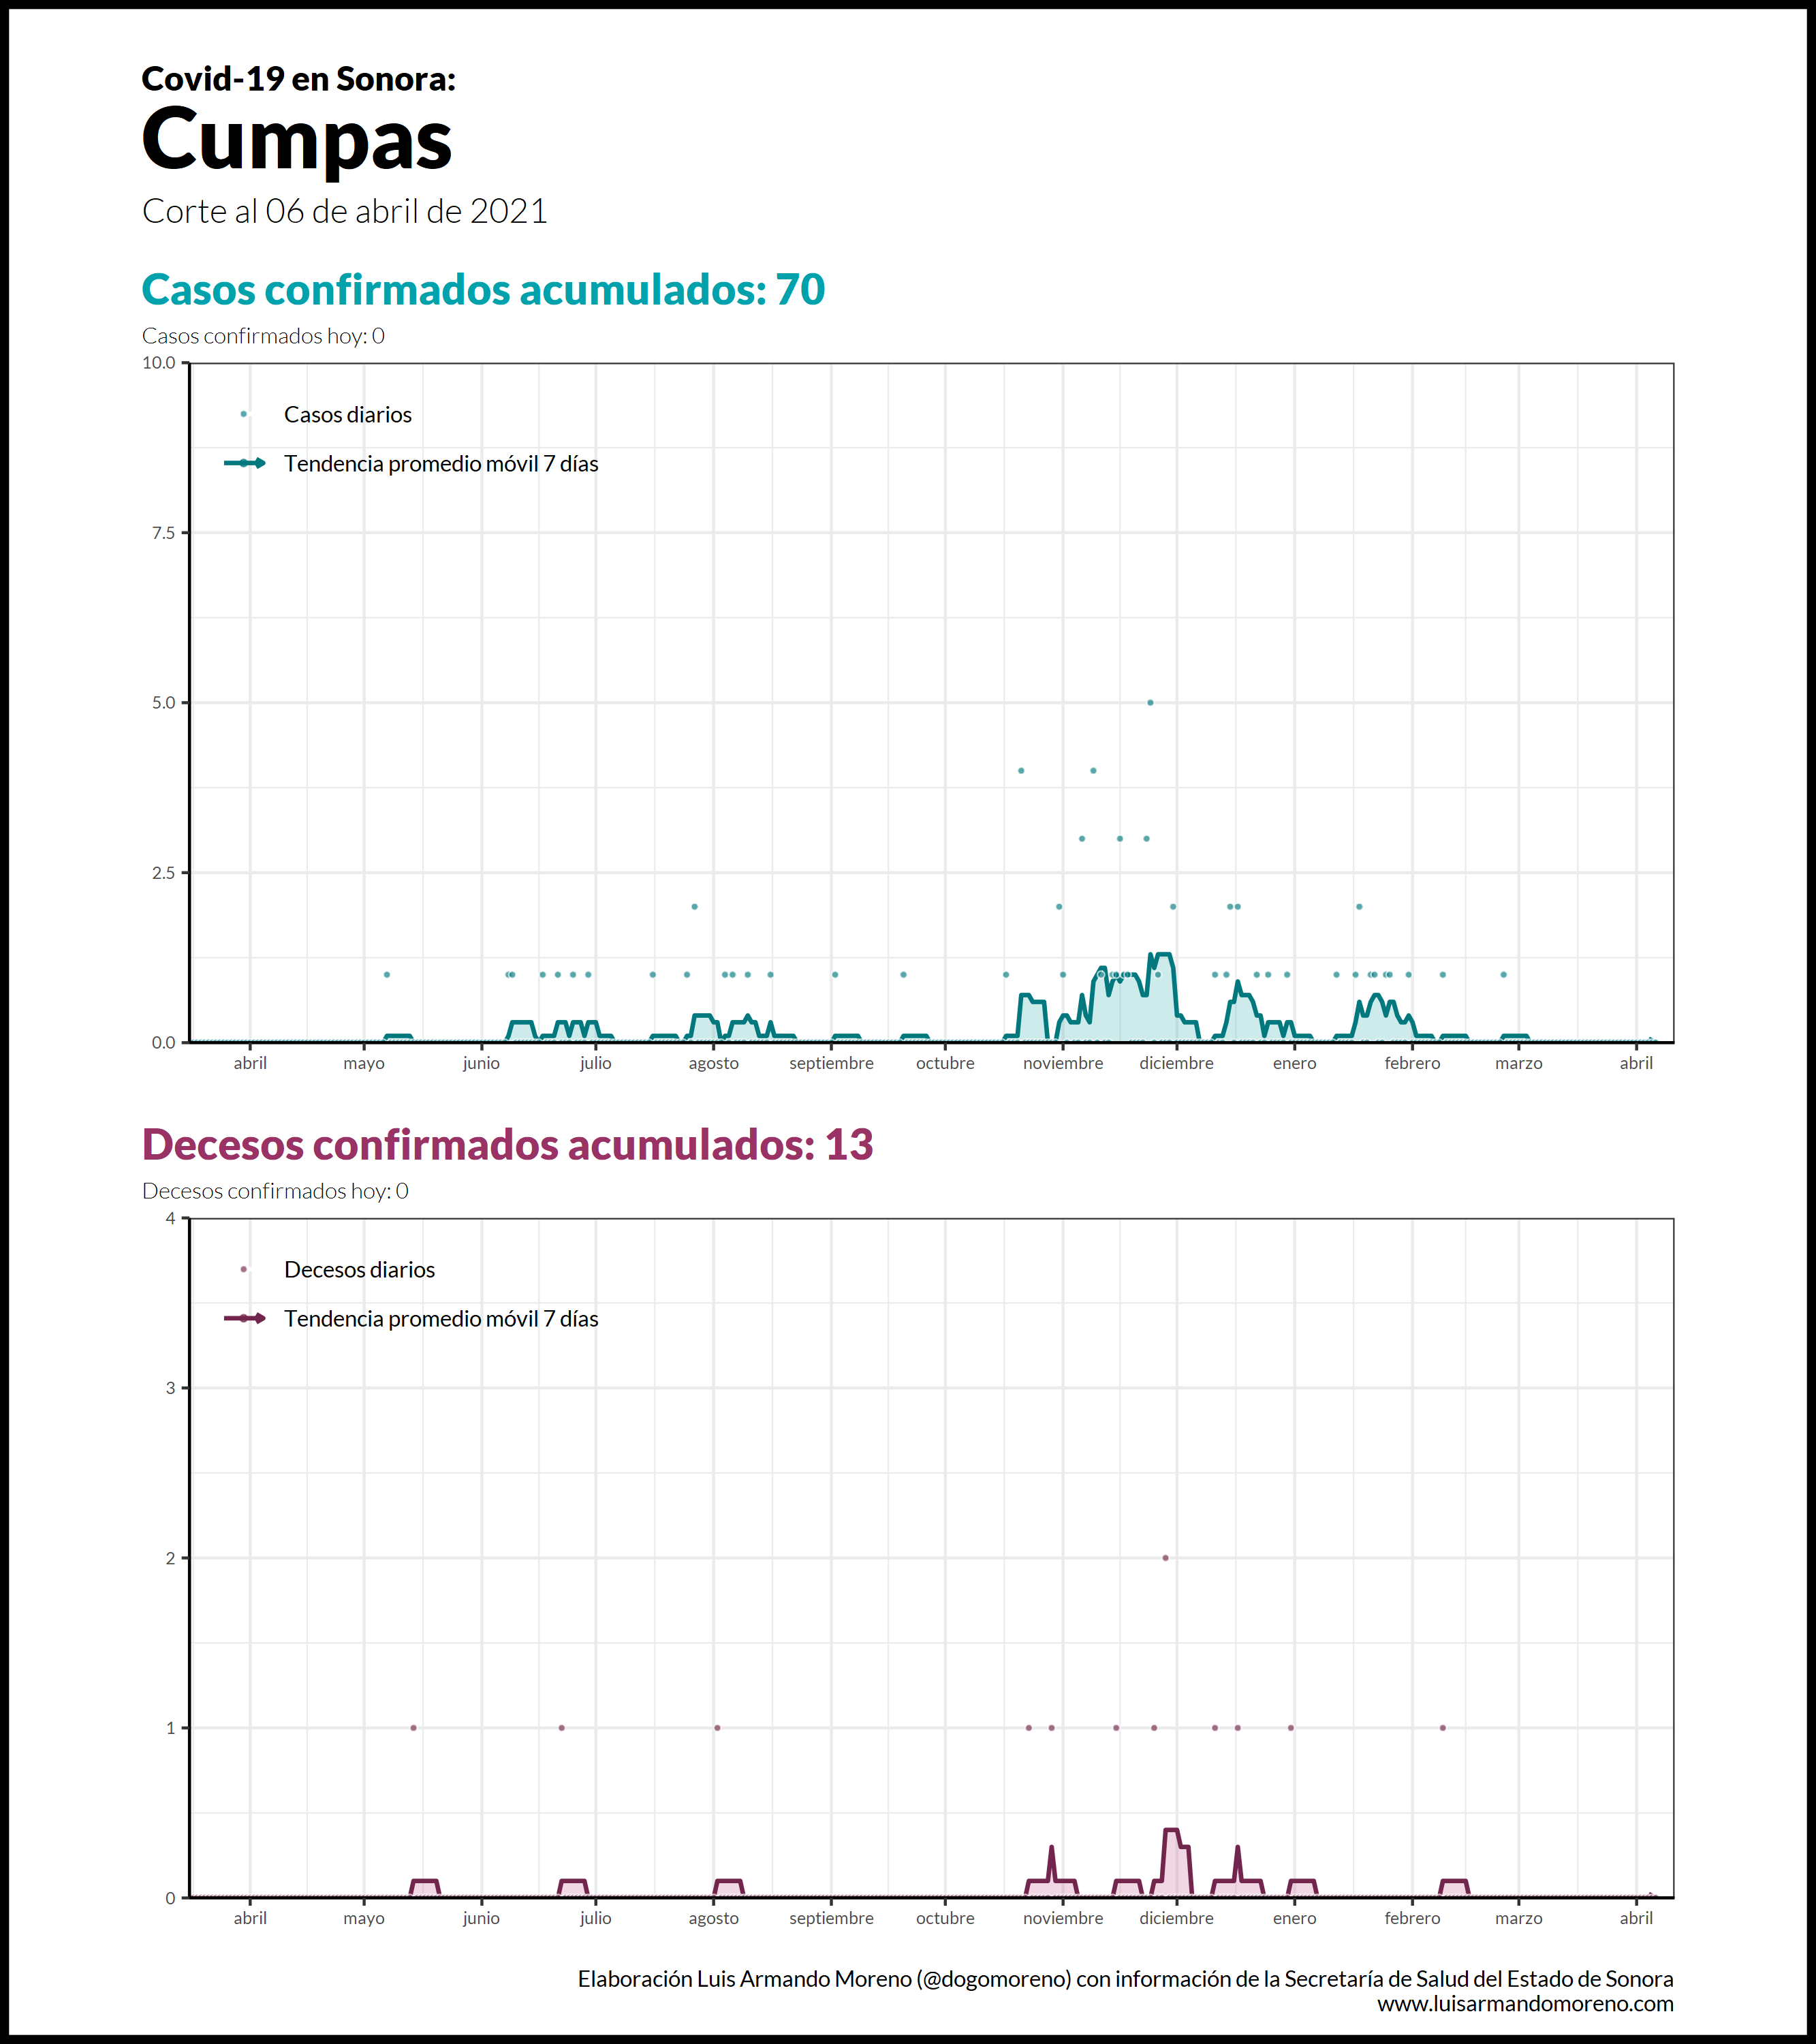 Covid-19 en Sonora:
Cumpas
Corte al 06 de abril de 2021
Casos confirmados acumulados: 70
Casos confirmados hoy: 0
10.0
Casos diarios
Tendencia promedio móvil 7 días
7.5
5.0
2.5
0.0
abril mayo junio julio agosto septiembre octubre noviembre diciembre enero febrero marzo abril
Decesos confirmados acumulados: 13
Decesos confirmados hoy: 0
4
Decesos diarios
Tendencia promedio móvil 7 días
3
2
1
0
abril mayo junio julio agosto septiembre octubre noviembre diciembre enero febrero marzo abril
Elaboración Luis Armando Moreno (@dogomoreno) con información de la Secretaría de Salud del Estado de Sonora
www.luisarmandomoreno.com